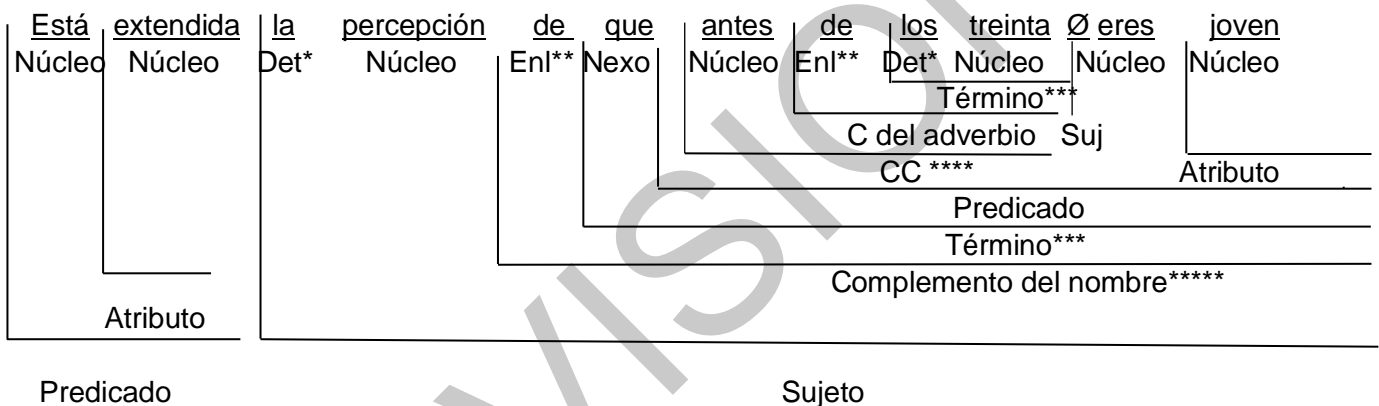 Está extendida la percepción de que antes de los treinta Ø eres joven
Núcleo Núcleo Det* Núcleo Enl** Nexo Núcleo Enl** Det* Núcleo Núcleo Núcleo
Término***
C del adverbio Suj
CC **** Atributo
Predicado
Término***
Complemento del nombre*****
Atributo
Predicado Sujeto